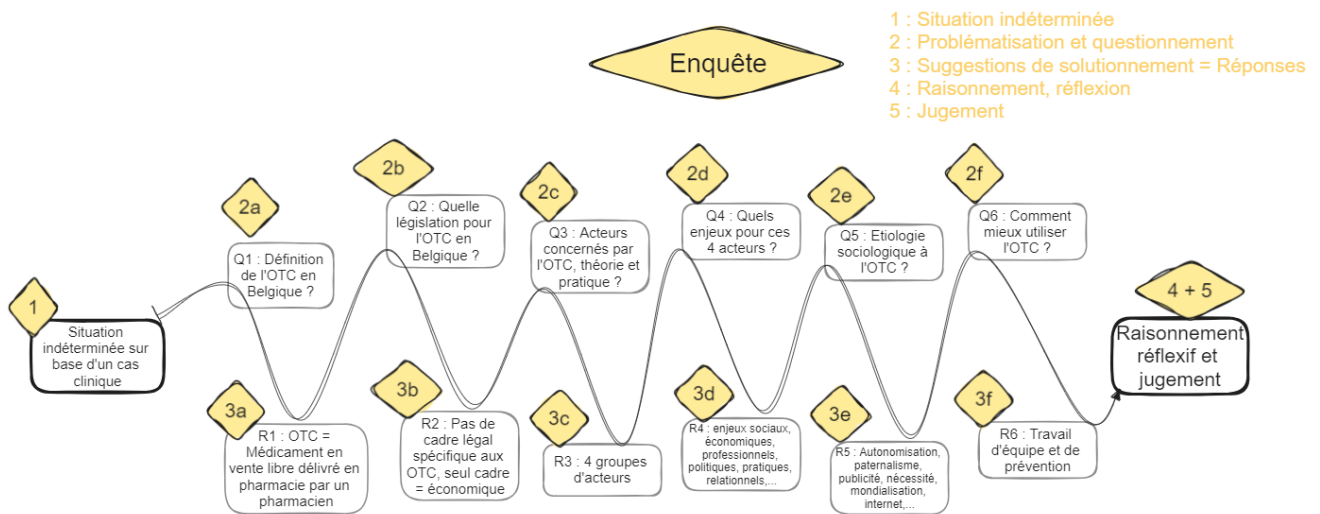 Enquête
1 : Situation indéterminée
2 : Problématisation et questionnement
3 : Suggestions de solutionnement = Réponses
4 : Raisonnement, réflexion
5 : Jugement
1
Situation
indéterminée sur
base d'un cas
clinique
2a
Q1 : Définition
de l'OTC en
Belgique ?
3a
R1 : OTC =
Médicament en
vente libre délivré en
pharmacie par un
pharmacien
2b
Q2 : Quelle
législation pour
l'OTC en
Belgique ?
3b
R2 : Pas de
cadre légal
spécifique aux
OTC, seul cadre
= économique
2c
Q3 : Acteurs
concernés par
l'OTC, théorie et
pratique ?
3c
R3 : 4 groupes
d'acteurs
2d
Q4 : Quels
enjeux pour ces
4 acteurs ?
3d
R4 : enjeux sociaux,
économiques,
professionnels,
politiques, pratiques,
relationnels,...
2e
Q5 : Etiologie
sociologique à
l'OTC ?
3e
R5 : Autonomisation,
paternalisme,
publicité, nécessité,
mondialisation,
internet,...
2f
Q6 : Comment
mieux utiliser
l'OTC ?
3f
R6 : Travail
d'équipe et de
prévention
4 + 5
Raisonnement
réflexif et
jugement